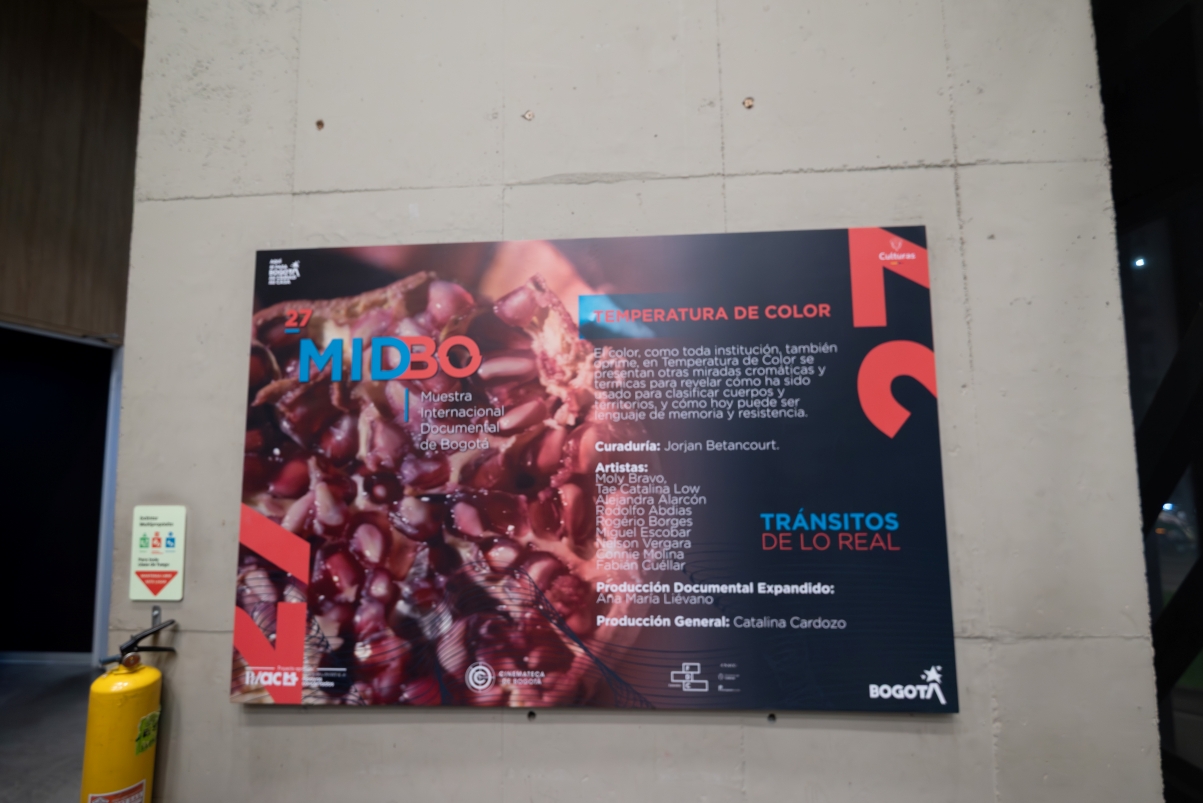 BOGOTÁ
27
MIDBO
Muestra
Internacional
Documental
de Bogotá
TEMPERATURA DE COLOR
El color, como toda institución, también
oprime, en Temperatura de Color se
presentan otras miradas cromáticas y
termicas para revelar cómo ha sido
usado para clasificar cuerpos y
territorios, y cómo hoy puede ser
lenguaje de memoria y resistencia.
Curaduría: Jorjan Betancourt.
Artistas:
Moly Bravo,
Tae Catalina Low
Alejandra Alarcón
Rodolfo Abdias
Rogério Borges
Miguel Escobar
Nelson Vergara
Connie Molina
Fabián Cuéllar
Producción Documental Expandido:
Ana María Liévano
Producción General: Catalina Cardozo
Culturas
TRÁNSITOS
DE LO REAL
CINEMATECA
DE BOGOTÁ
BOGOTÁ
Extintor
Multipropósito